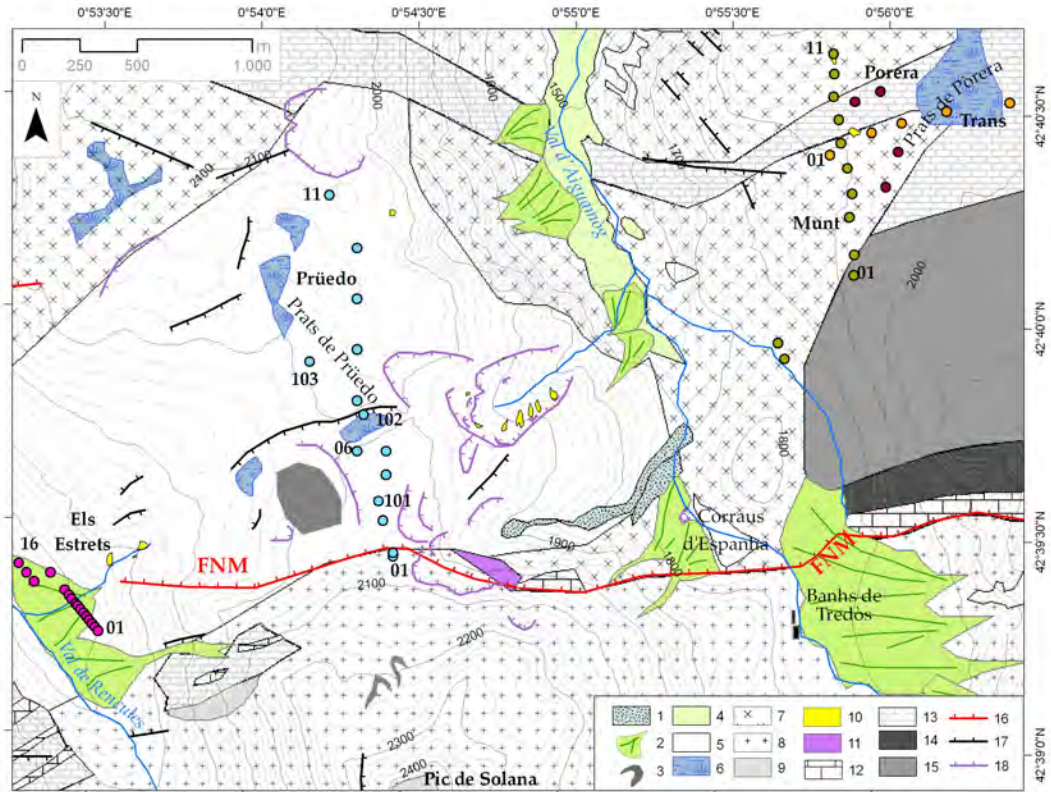 0°53'30"E 0°54'0"E 0°54'30"E 0°55'0"E 0°55'30"E 0°56'0"E
0 250 500 1.000 m
N
42°40'30"N
42°40'0"N
42°39'30"N
42°39'0"N
2000
1400
1500
1700
2100
2400
11
Porèra
Prats de Porèra
Trans
01
Munt
01
2000
Val d'Aiguamòg
11
Prüedo
Prats de Prüedo
103
102
06
101
01
1800
Els
Estrets
16
01
FNM
1900
2100
Corraus
d'Espanha
1800
FNM
Banhs de
Tredòs
2200
Val de Rencules
2300
2400
Pic de Solana
1 4 7 10 13 16
2 5 8 11 14 17
3 6 9 12 15 18